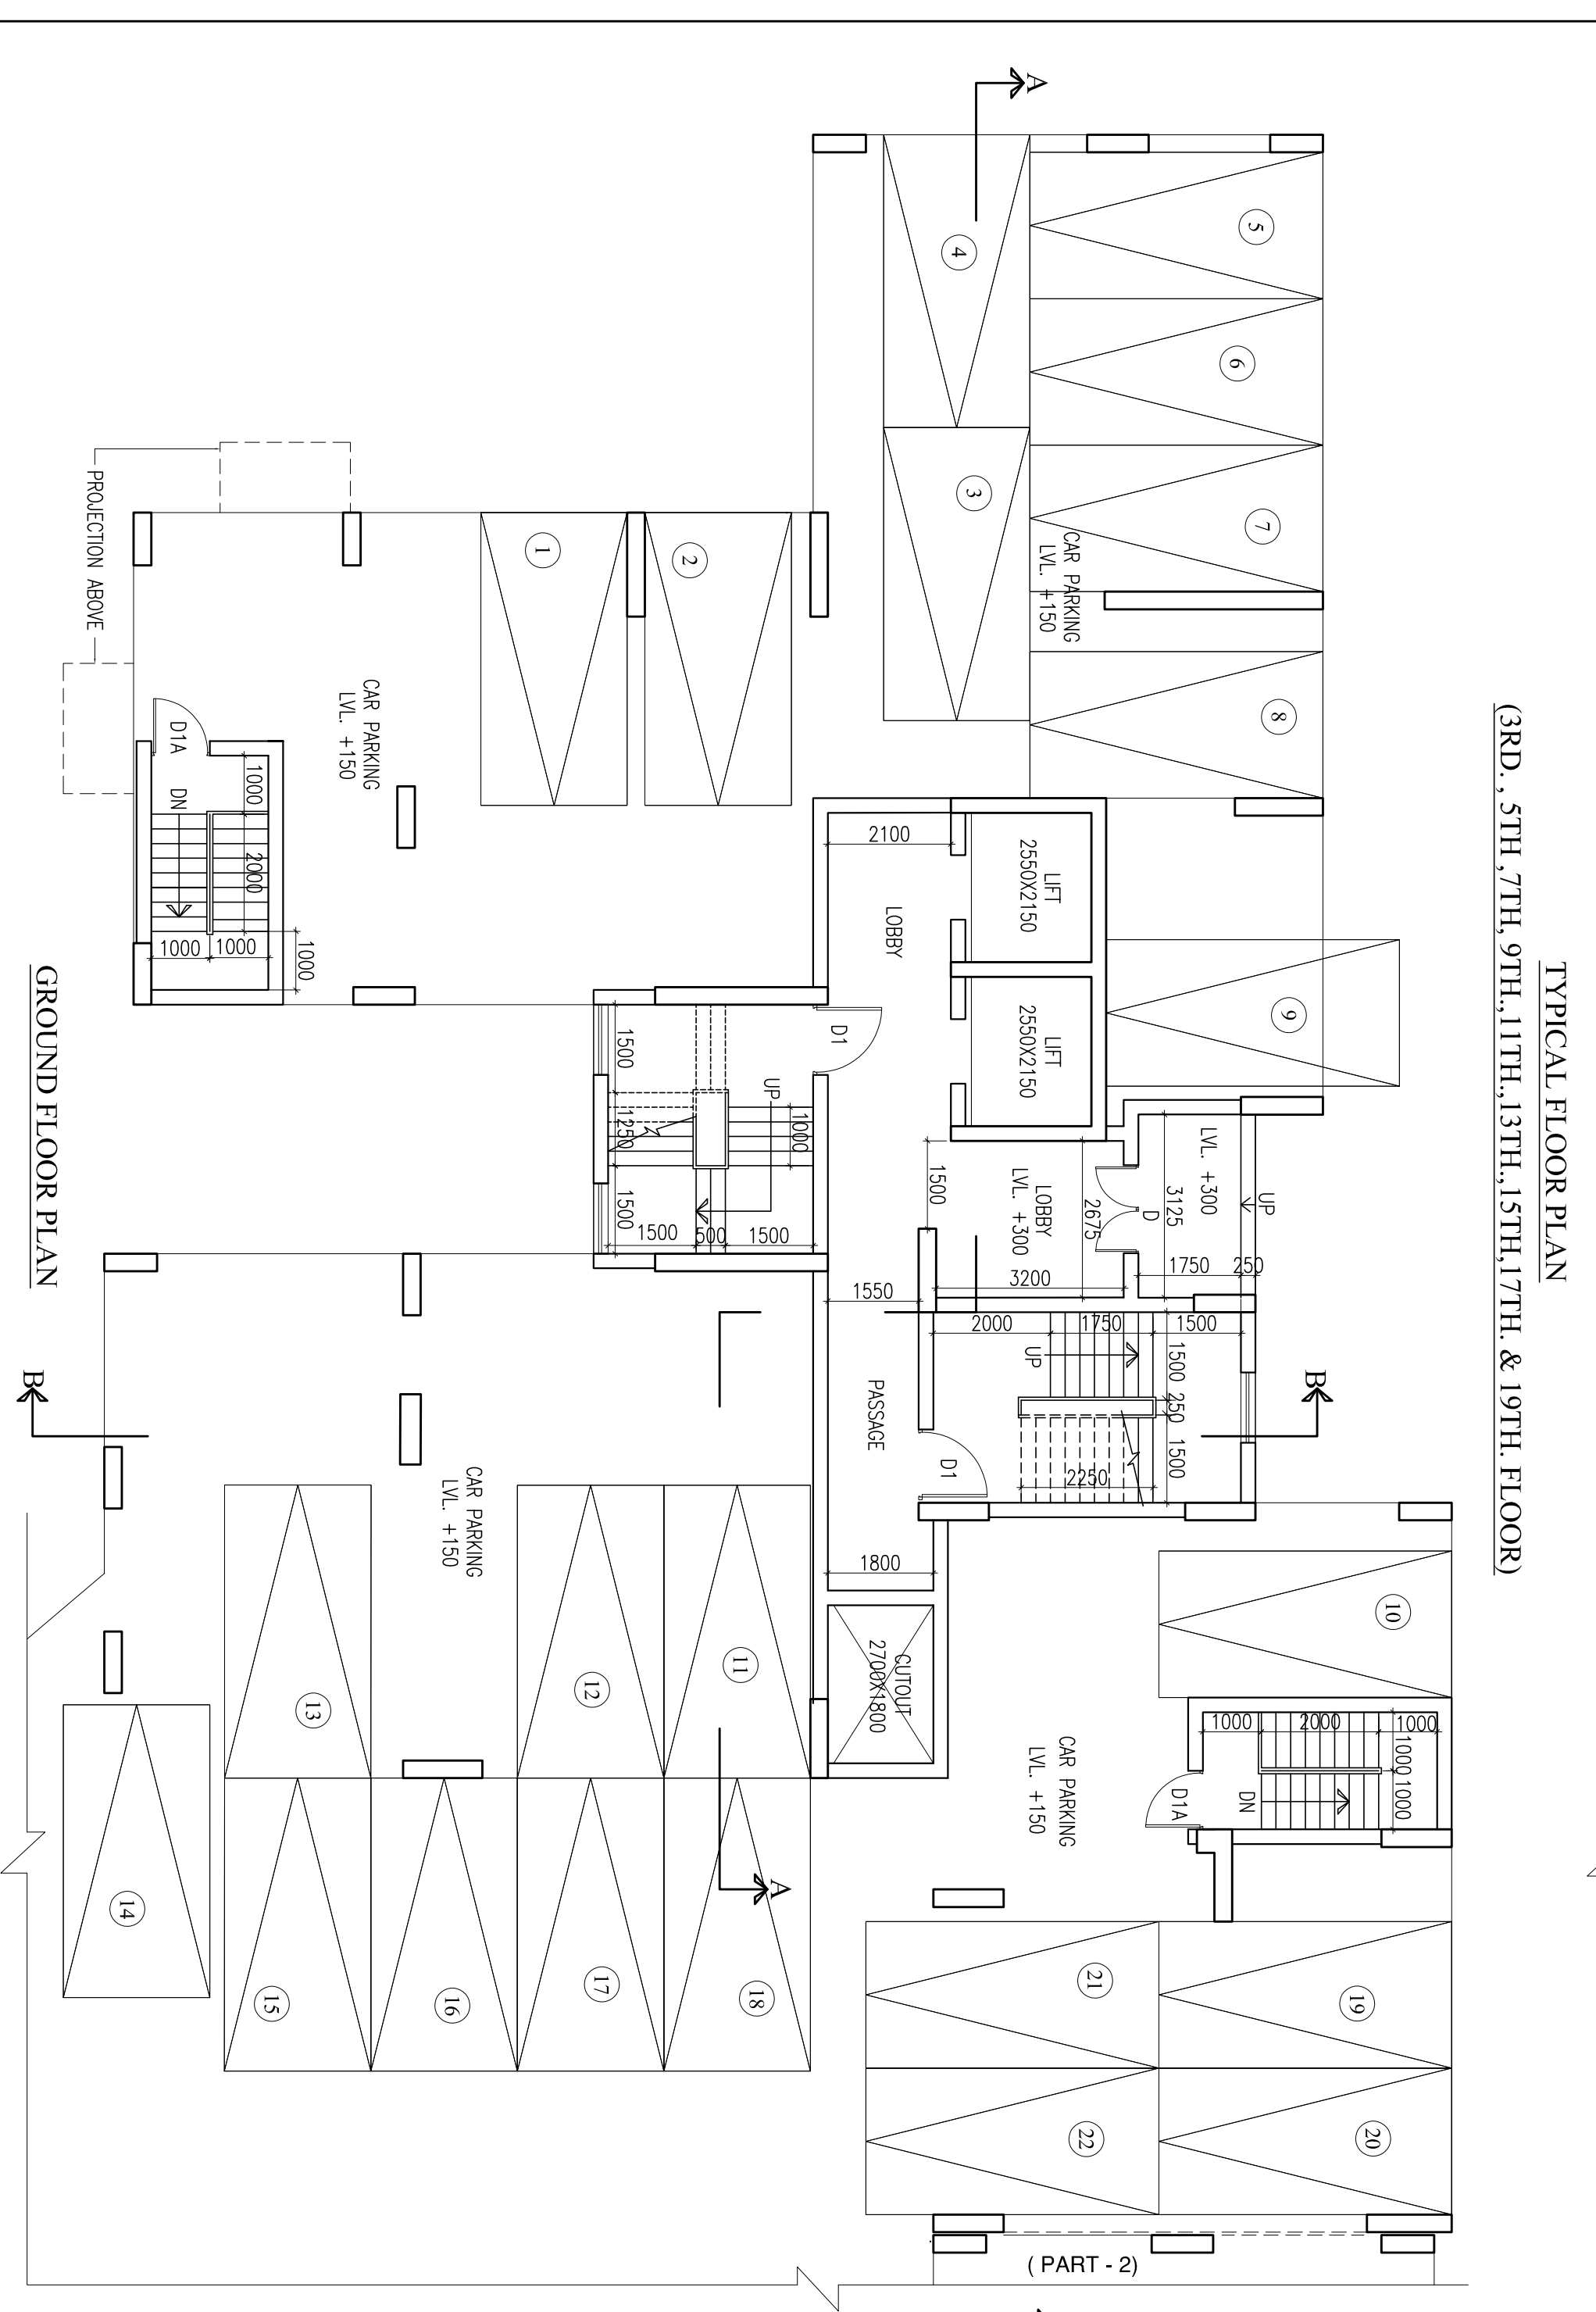 TYPICAL FLOOR PLAN
(3RD. , 5TH ,7TH, 9TH.,11TH.,13TH.,15TH,17TH. & 19TH. FLOOR)
A
5
6
7
8
9
4
3
CAR PARKING
LVL. +150
1
2
PROJECTION ABOVE
CAR PARKING
LVL. +150
D1A
DN
1000
2000
1000
1000
1000
2100
LOBBY
LIFT
2550X2150
LIFT
2550X2150
D1
UP
1500
1250
1500
1000
1500
500
1500
UP
LVL. +300
3125
D
2675
LOBBY
LVL. +300
1500
3200
1750
250
1550
2000
1750
1500
UP
1500
250
1500
2250
PASSAGE
D1
B
B
1800
CUTOUT
2700X1800
10
1000
2000
1000
1000
1000
DN
D1A
CAR PARKING
LVL. +150
CAR PARKING
LVL. +150
11
12
13
14
15
16
17
18
A
19
20
21
22
( PART - 2)
GROUND FLOOR PLAN